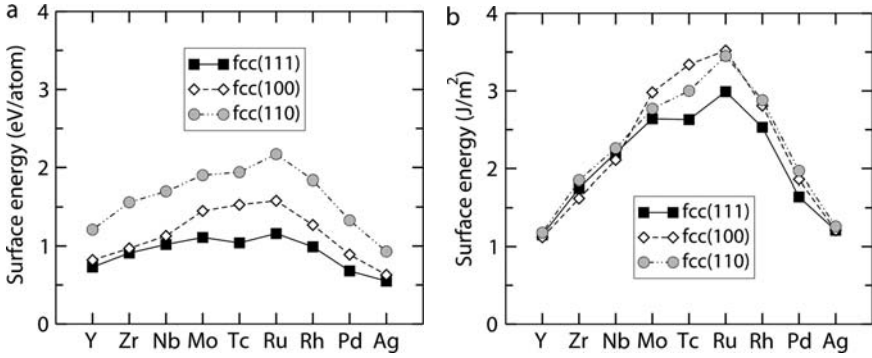 a
Surface energy (eV/atom)
4
3
2
1
0
fcc(111)
fcc(100)
fcc(110)
Y Zr Nb Mo Tc Ru Rh Pd Ag
b
Surface energy (J/m²)
4
3
2
1
0
fcc(111)
fcc(100)
fcc(110)
Y Zr Nb Mo Tc Ru Rh Pd Ag